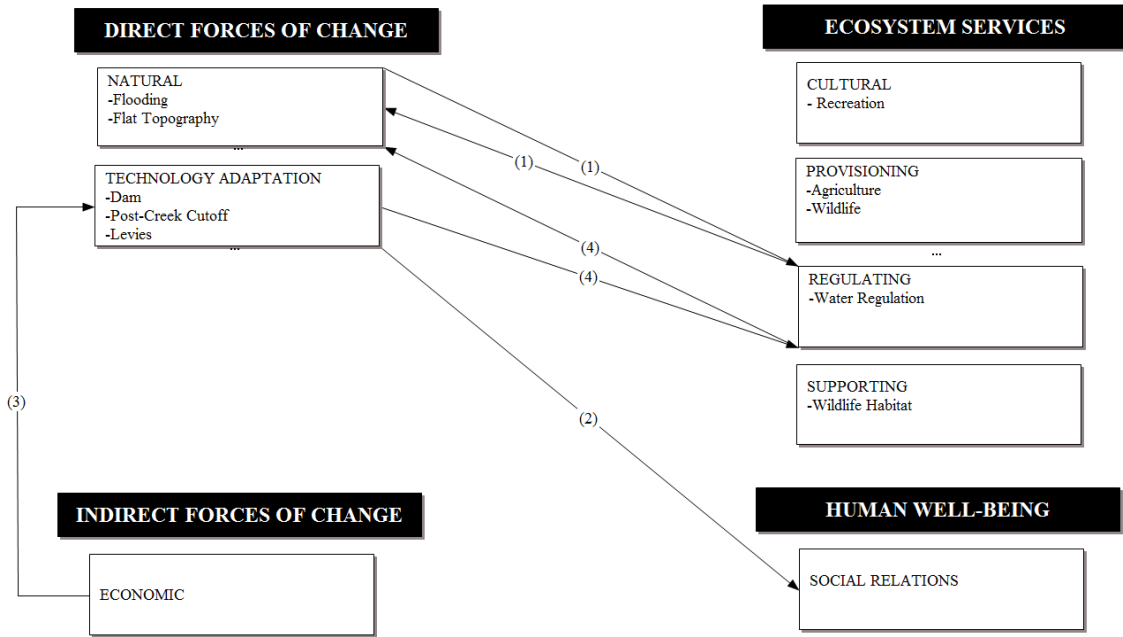 DIRECT FORCES OF CHANGE
NATURAL
-Flooding
-Flat Topography
...
TECHNOLOGY ADAPTATION
-Dam
-Post-Creek Cutoff
-Levies
...
(1)
(1)
(4)
(4)
(2)
(3)
ECOSYSTEM SERVICES
CULTURAL
- Recreation
PROVISIONING
-Agriculture
-Wildlife
...
REGULATING
-Water Regulation
SUPPORTING
-Wildlife Habitat
INDIRECT FORCES OF CHANGE
ECONOMIC
HUMAN WELL-BEING
SOCIAL RELATIONS